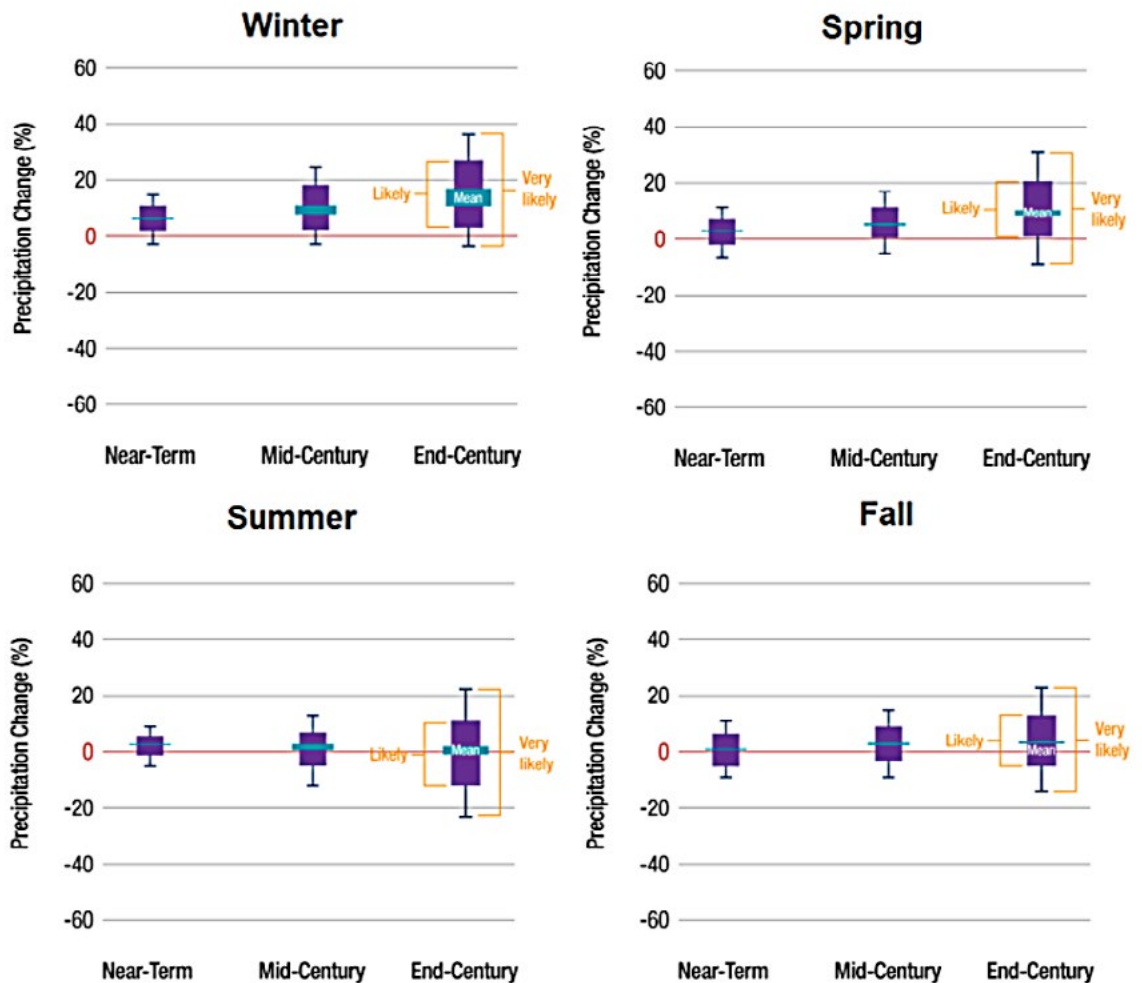 Winter
Precipitation Change (%)
60
40
20
0
-20
-40
-60
Likely
Mean
Very
likely
Near-Term
Mid-Century
End-Century
Spring
Precipitation Change (%)
60
40
20
0
-20
-40
-60
Likely
Mean
Very
likely
Near-Term
Mid-Century
End-Century
Summer
Precipitation Change (%)
60
40
20
0
-20
-40
-60
Likely
Mean
Very
likely
Near-Term
Mid-Century
End-Century
Fall
Precipitation Change (%)
60
40
20
0
-20
-40
-60
Likely
Mean
Very
likely
Near-Term
Mid-Century
End-Century